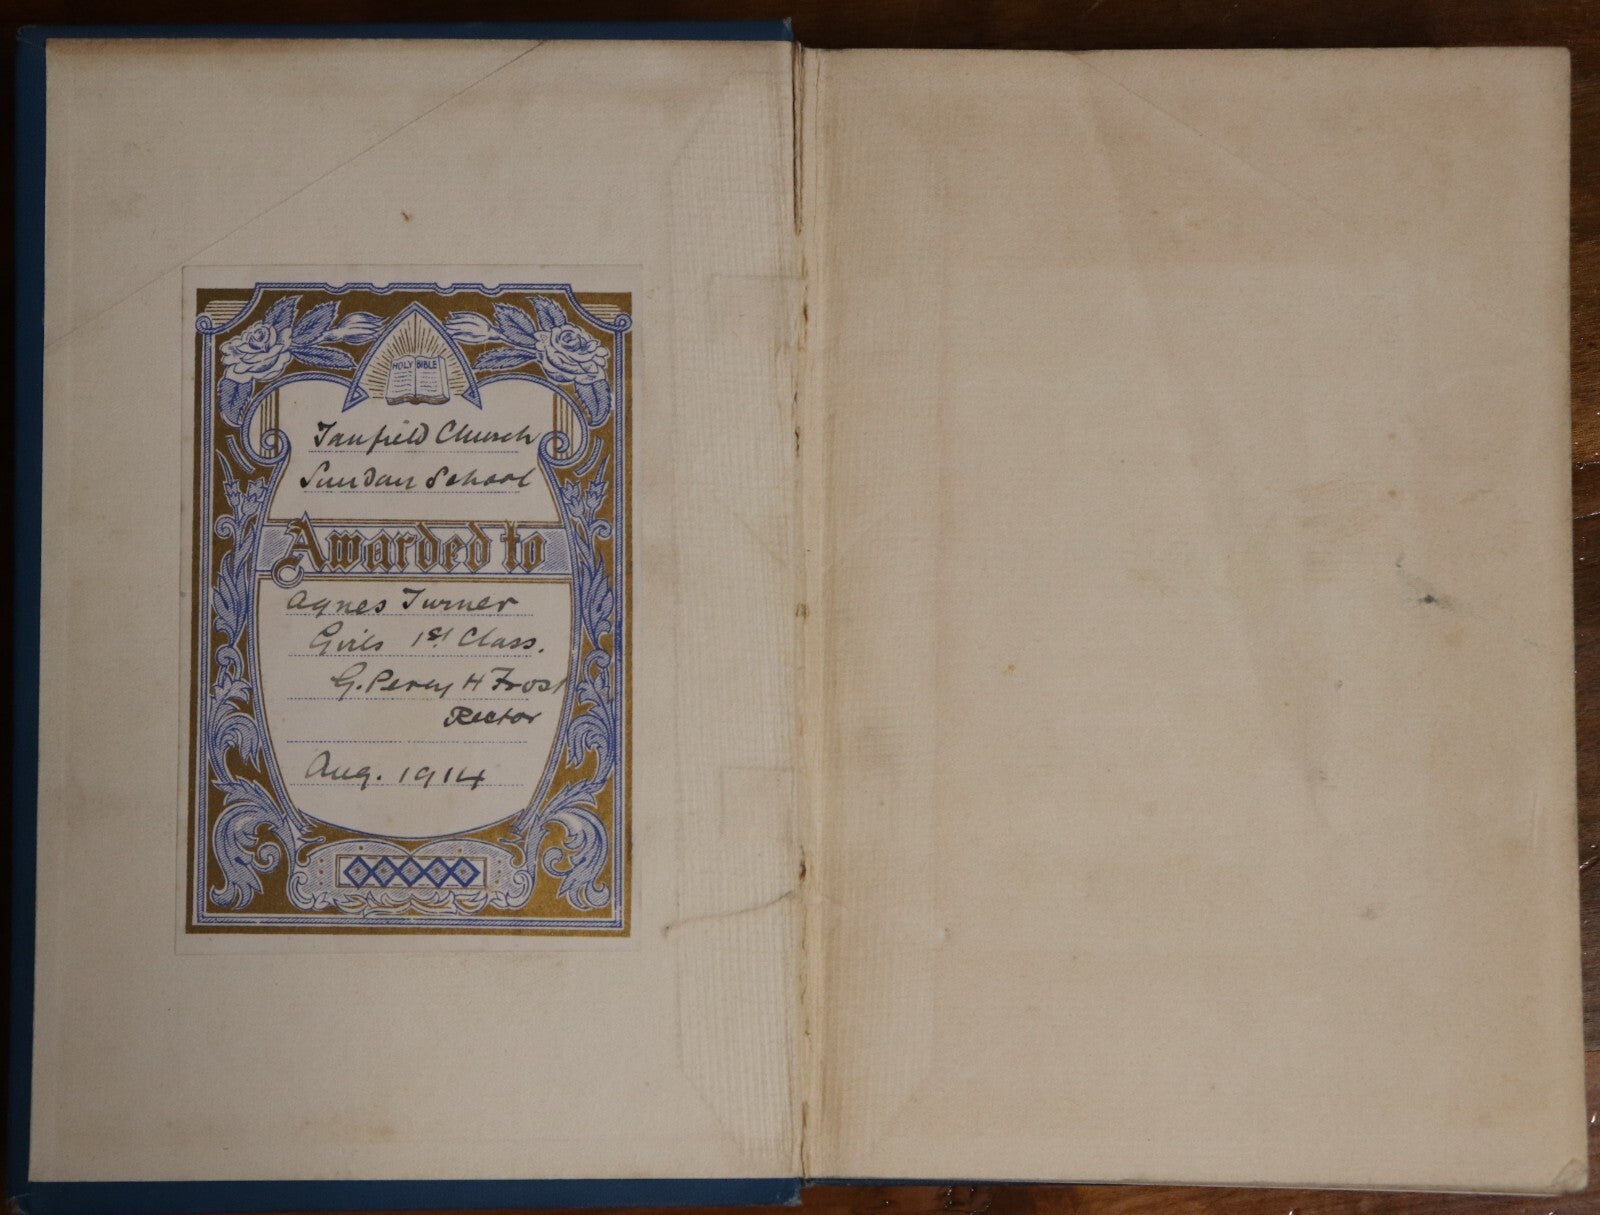 HOLY BIBLE
Tanfield Church
Sunday School
Awarded to
Agnes Turner
Girls 1st Class.
G. Percy H Frost
Rector
Aug. 1914